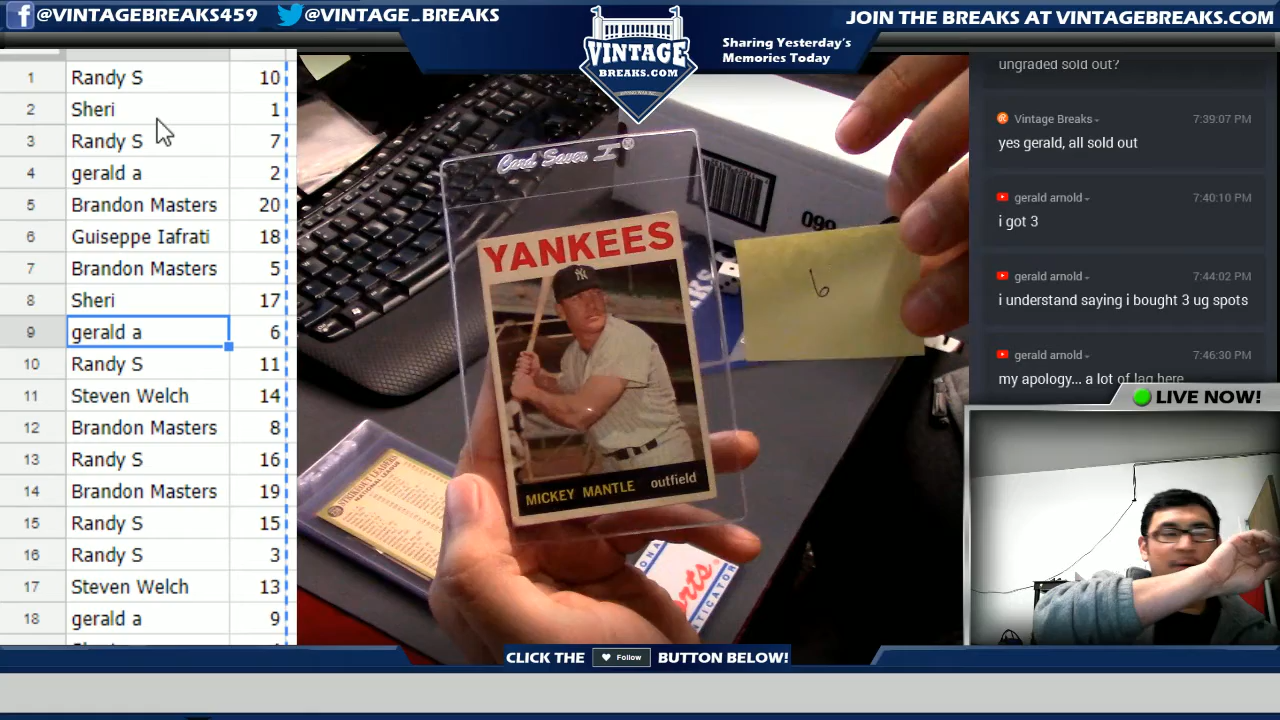 @VINTAGEBREAKS459 @VINTAGE_BREAKS
VINTAGE
BREAKS.COM
Sharing Yesterday's
Memories Today
JOIN THE BREAKS AT VINTAGEBREAKS.COM
1 Randy S 10
2 Sheri 1
3 Randy S 7
4 gerald a 2
5 Brandon Masters 20
6 Guiseppe Iafrati 18
7 Brandon Masters 5
8 Sheri 17
9 gerald a 6
10 Randy S 11
11 Steven Welch 14
12 Brandon Masters 8
13 Randy S 16
14 Brandon Masters 19
15 Randy S 15
16 Randy S 3
17 Steven Welch 13
18 gerald a 9
Card Saver I®
099
6
YANKEES
MICKEY MANTLE outfield
STRIKEOUT LEADERS
NATIONAL LEAGUE
ungraded sold out?
Vintage Breaks 7:39:07 PM
yes gerald, all sold out
gerald arnold 7:40:10 PM
i got 3
gerald arnold 7:44:02 PM
i understand saying i bought 3 ug spots
gerald arnold 7:46:30 PM
my apology... a lot of lag here
LIVE NOW!
CLICK THE Follow BUTTON BELOW!